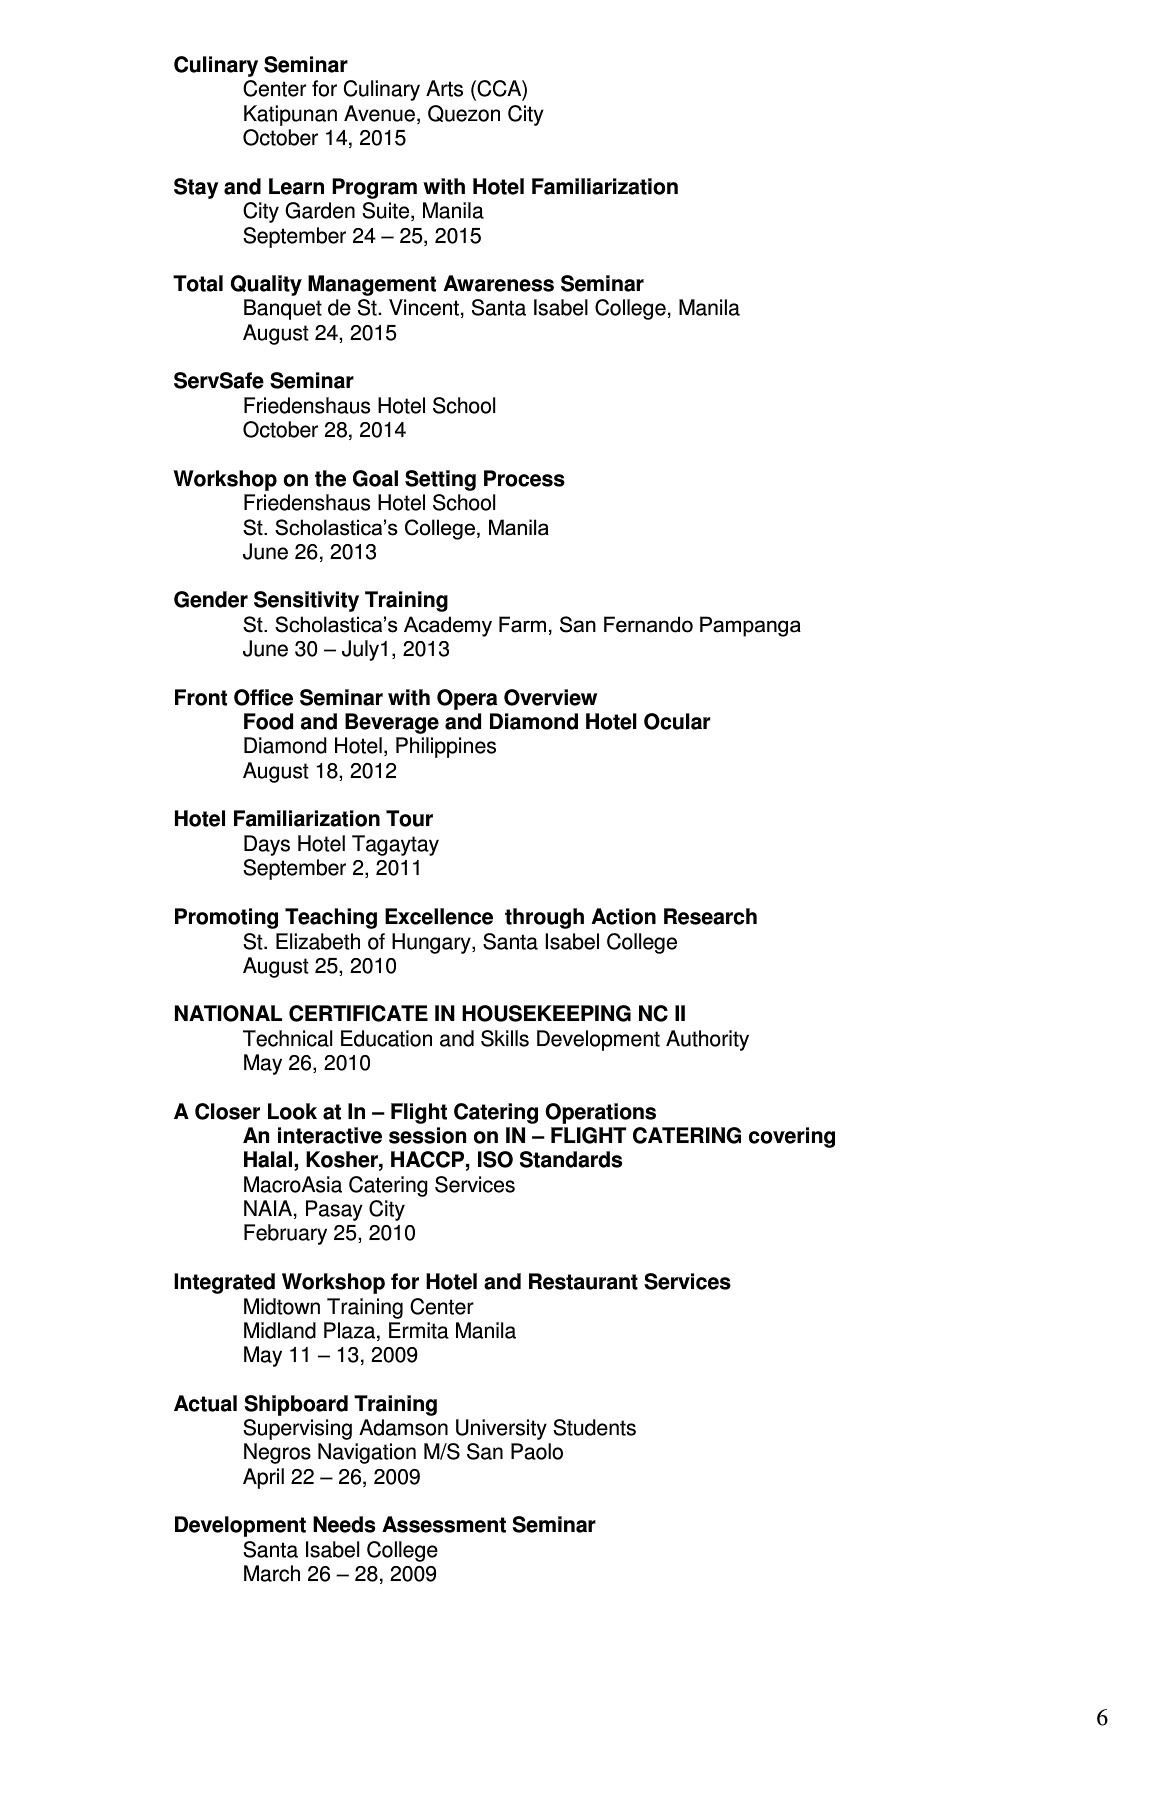 Culinary Seminar
Center for Culinary Arts (CCA)
Katipunan Avenue, Quezon City
October 14, 2015
Stay and Learn Program with Hotel Familiarization
City Garden Suite, Manila
September 24 – 25, 2015
Total Quality Management Awareness Seminar
Banquet de St. Vincent, Santa Isabel College, Manila
August 24, 2015
ServSafe Seminar
Friedenshaus Hotel School
October 28, 2014
Workshop on the Goal Setting Process
Friedenshaus Hotel School
St. Scholastica’s College, Manila
June 26, 2013
Gender Sensitivity Training
St. Scholastica’s Academy Farm, San Fernando Pampanga
June 30 – July1, 2013
Front Office Seminar with Opera Overview
Food and Beverage and Diamond Hotel Ocular
Diamond Hotel, Philippines
August 18, 2012
Hotel Familiarization Tour
Days Hotel Tagaytay
September 2, 2011
Promoting Teaching Excellence  through Action Research
St. Elizabeth of Hungary, Santa Isabel College
August 25, 2010
NATIONAL CERTIFICATE IN HOUSEKEEPING NC II
Technical Education and Skills Development Authority
May 26, 2010
A Closer Look at In – Flight Catering Operations
An interactive session on IN – FLIGHT CATERING covering
Halal, Kosher, HACCP, ISO Standards
MacroAsia Catering Services
NAIA, Pasay City
February 25, 2010
Integrated Workshop for Hotel and Restaurant Services
Midtown Training Center
Midland Plaza, Ermita Manila
May 11 – 13, 2009
Actual Shipboard Training
Supervising Adamson University Students
Negros Navigation M/S San Paolo
April 22 – 26, 2009
Development Needs Assessment Seminar
Santa Isabel College
March 26 – 28, 2009
6